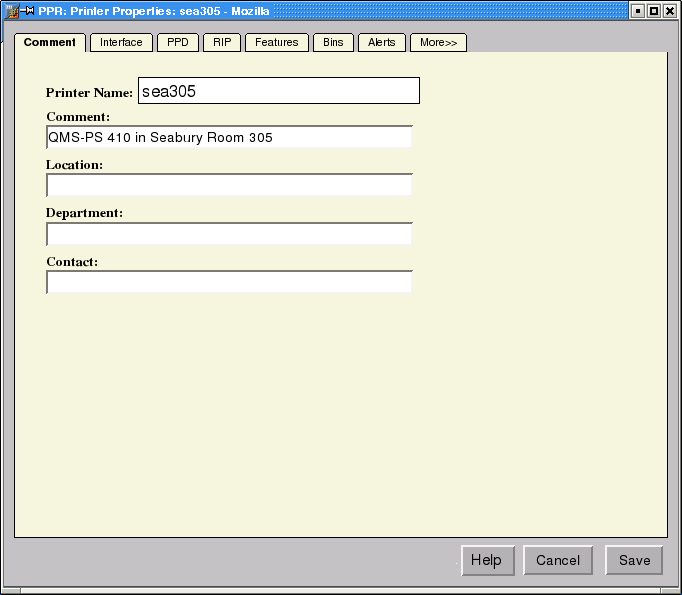 PPR: Printer Properties: sea305 - Mozilla
Comment Interface PPD RIP Features Bins Alerts More>>
Printer Name: sea305
Comment:
QMS-PS 410 in Seabury Room 305
Location:
Department:
Contact:
Help Cancel Save